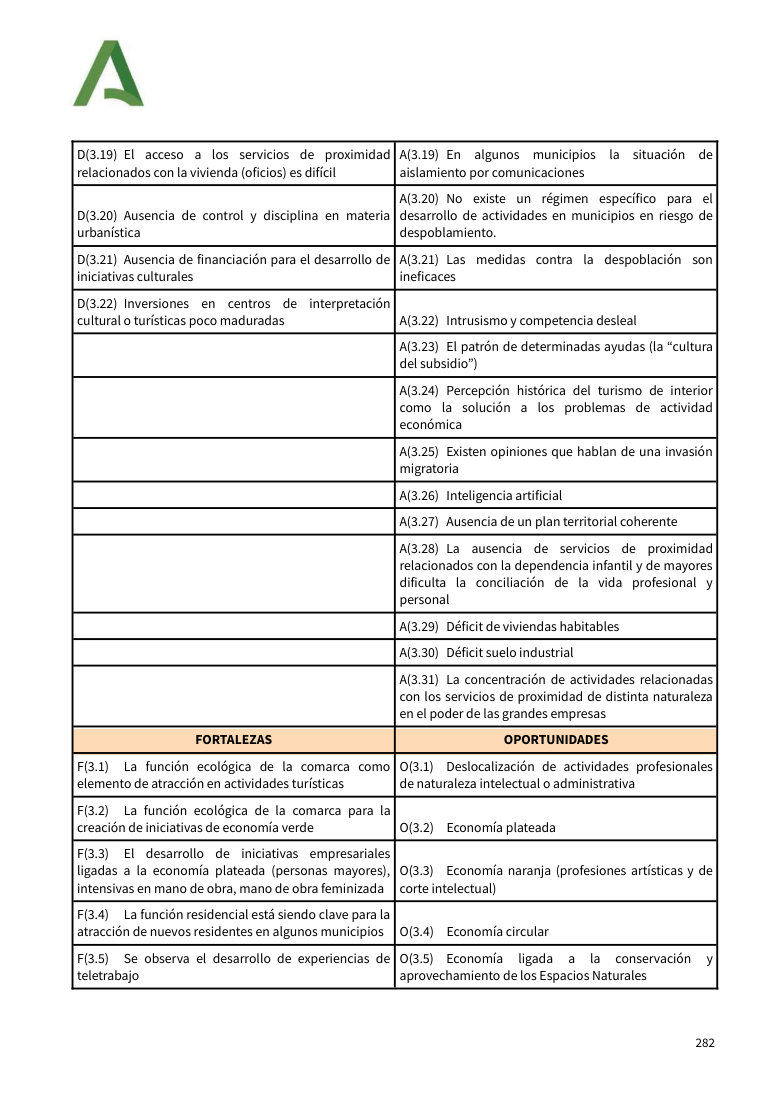 D(3.19) El acceso a los servicios de proximidad
relacionados con la vivienda (oficios) es difícil
A(3.19) En algunos municipios la situación de
aislamiento por comunicaciones
D(3.20) Ausencia de control y disciplina en materia
urbanística
A(3.20) No existe un régimen específico para el
desarrollo de actividades en municipios en riesgo de
despoblamiento.
D(3.21) Ausencia de financiación para el desarrollo de
iniciativas culturales
A(3.21) Las medidas contra la despoblación son
ineficaces
D(3.22) Inversiones en centros de interpretación
cultural o turísticas poco maduradas
A(3.22) Intrusismo y competencia desleal
A(3.23) El patrón de determinadas ayudas (la “cultura
del subsidio”)
A(3.24) Percepción histórica del turismo de interior
como la solución a los problemas de actividad
económica
A(3.25) Existen opiniones que hablan de una invasión
migratoria
A(3.26) Inteligencia artificial
A(3.27) Ausencia de un plan territorial coherente
A(3.28) La ausencia de servicios de proximidad
relacionados con la dependencia infantil y de mayores
dificulta la conciliación de la vida profesional y
personal
A(3.29) Déficit de viviendas habitables
A(3.30) Déficit suelo industrial
A(3.31) La concentración de actividades relacionadas
con los servicios de proximidad de distinta naturaleza
en el poder de las grandes empresas
FORTALEZAS
OPORTUNIDADES
F(3.1) La función ecológica de la comarca como
elemento de atracción en actividades turísticas
O(3.1) Deslocalización de actividades profesionales
de naturaleza intelectual o administrativa
F(3.2) La función ecológica de la comarca para la
creación de iniciativas de economía verde
O(3.2) Economía plateada
F(3.3) El desarrollo de iniciativas empresariales
ligadas a la economía plateada (personas mayores),
intensivas en mano de obra, mano de obra feminizada
O(3.3) Economía naranja (profesiones artísticas y de
corte intelectual)
F(3.4) La función residencial está siendo clave para la
atracción de nuevos residentes en algunos municipios
O(3.4) Economía circular
F(3.5) Se observa el desarrollo de experiencias de
teletrabajo
O(3.5) Economía ligada a la conservación y
aprovechamiento de los Espacios Naturales
282